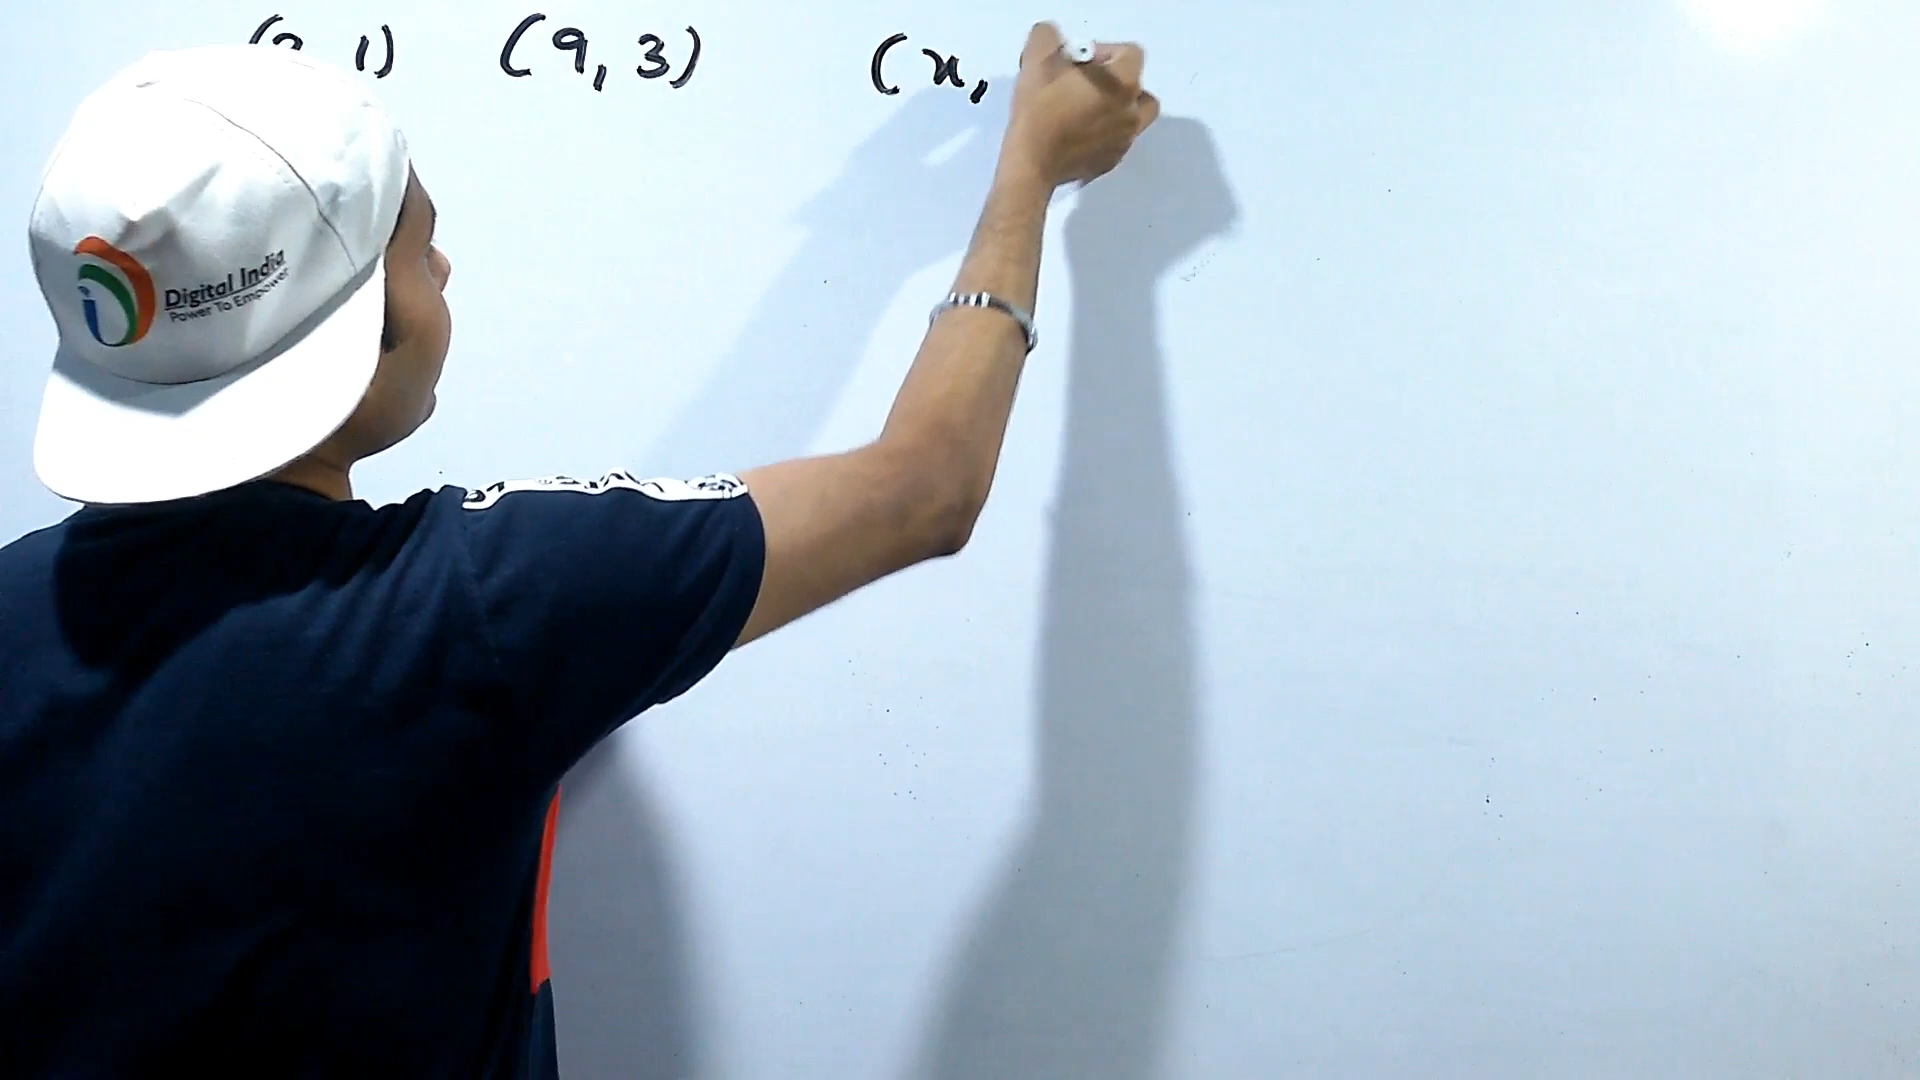 1) (9, 3) (x,
Digital India
Power To Empower